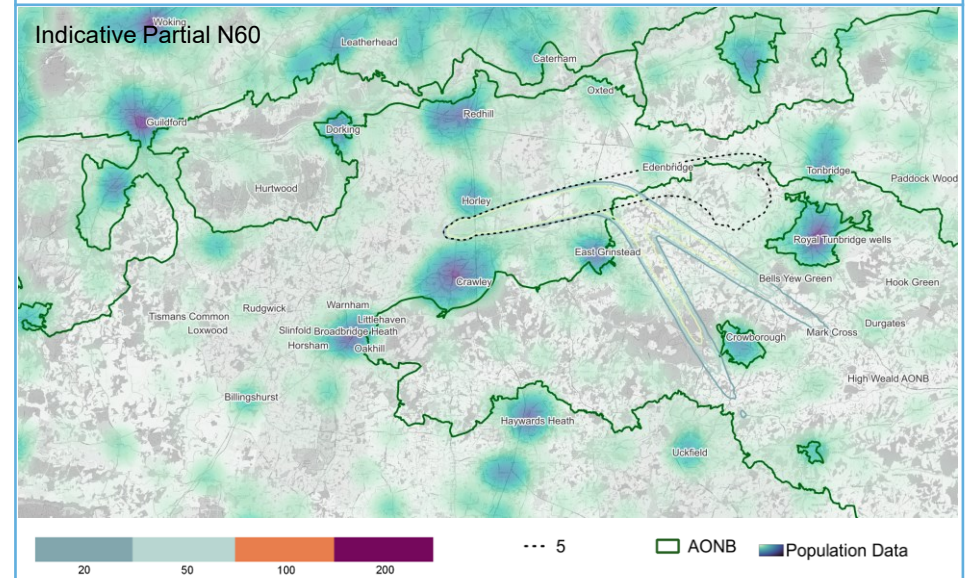 Woking
Indicative Partial N60
Leatherhead
Caterham
Oxted
Redhill
Guildford
Dorking
Edenbridge
Tonbridge
Paddock Wood
Hurtwood
Horley
Royal Tunbridge wells
East Grinstead
Bells Yew Green
Crawley
Hook Green
Warnham
Rudgwick
Tismans Common
Littlehaven
Durgates
Loxwood
Slinfold
Broadbridge Heath
Mark Cross
Crowborough
Horsham
Oakhill
High Weald AONB
Billingshurst
Haywards Heath
Uckfield
5
AONB
Population Data
20
50
100
200